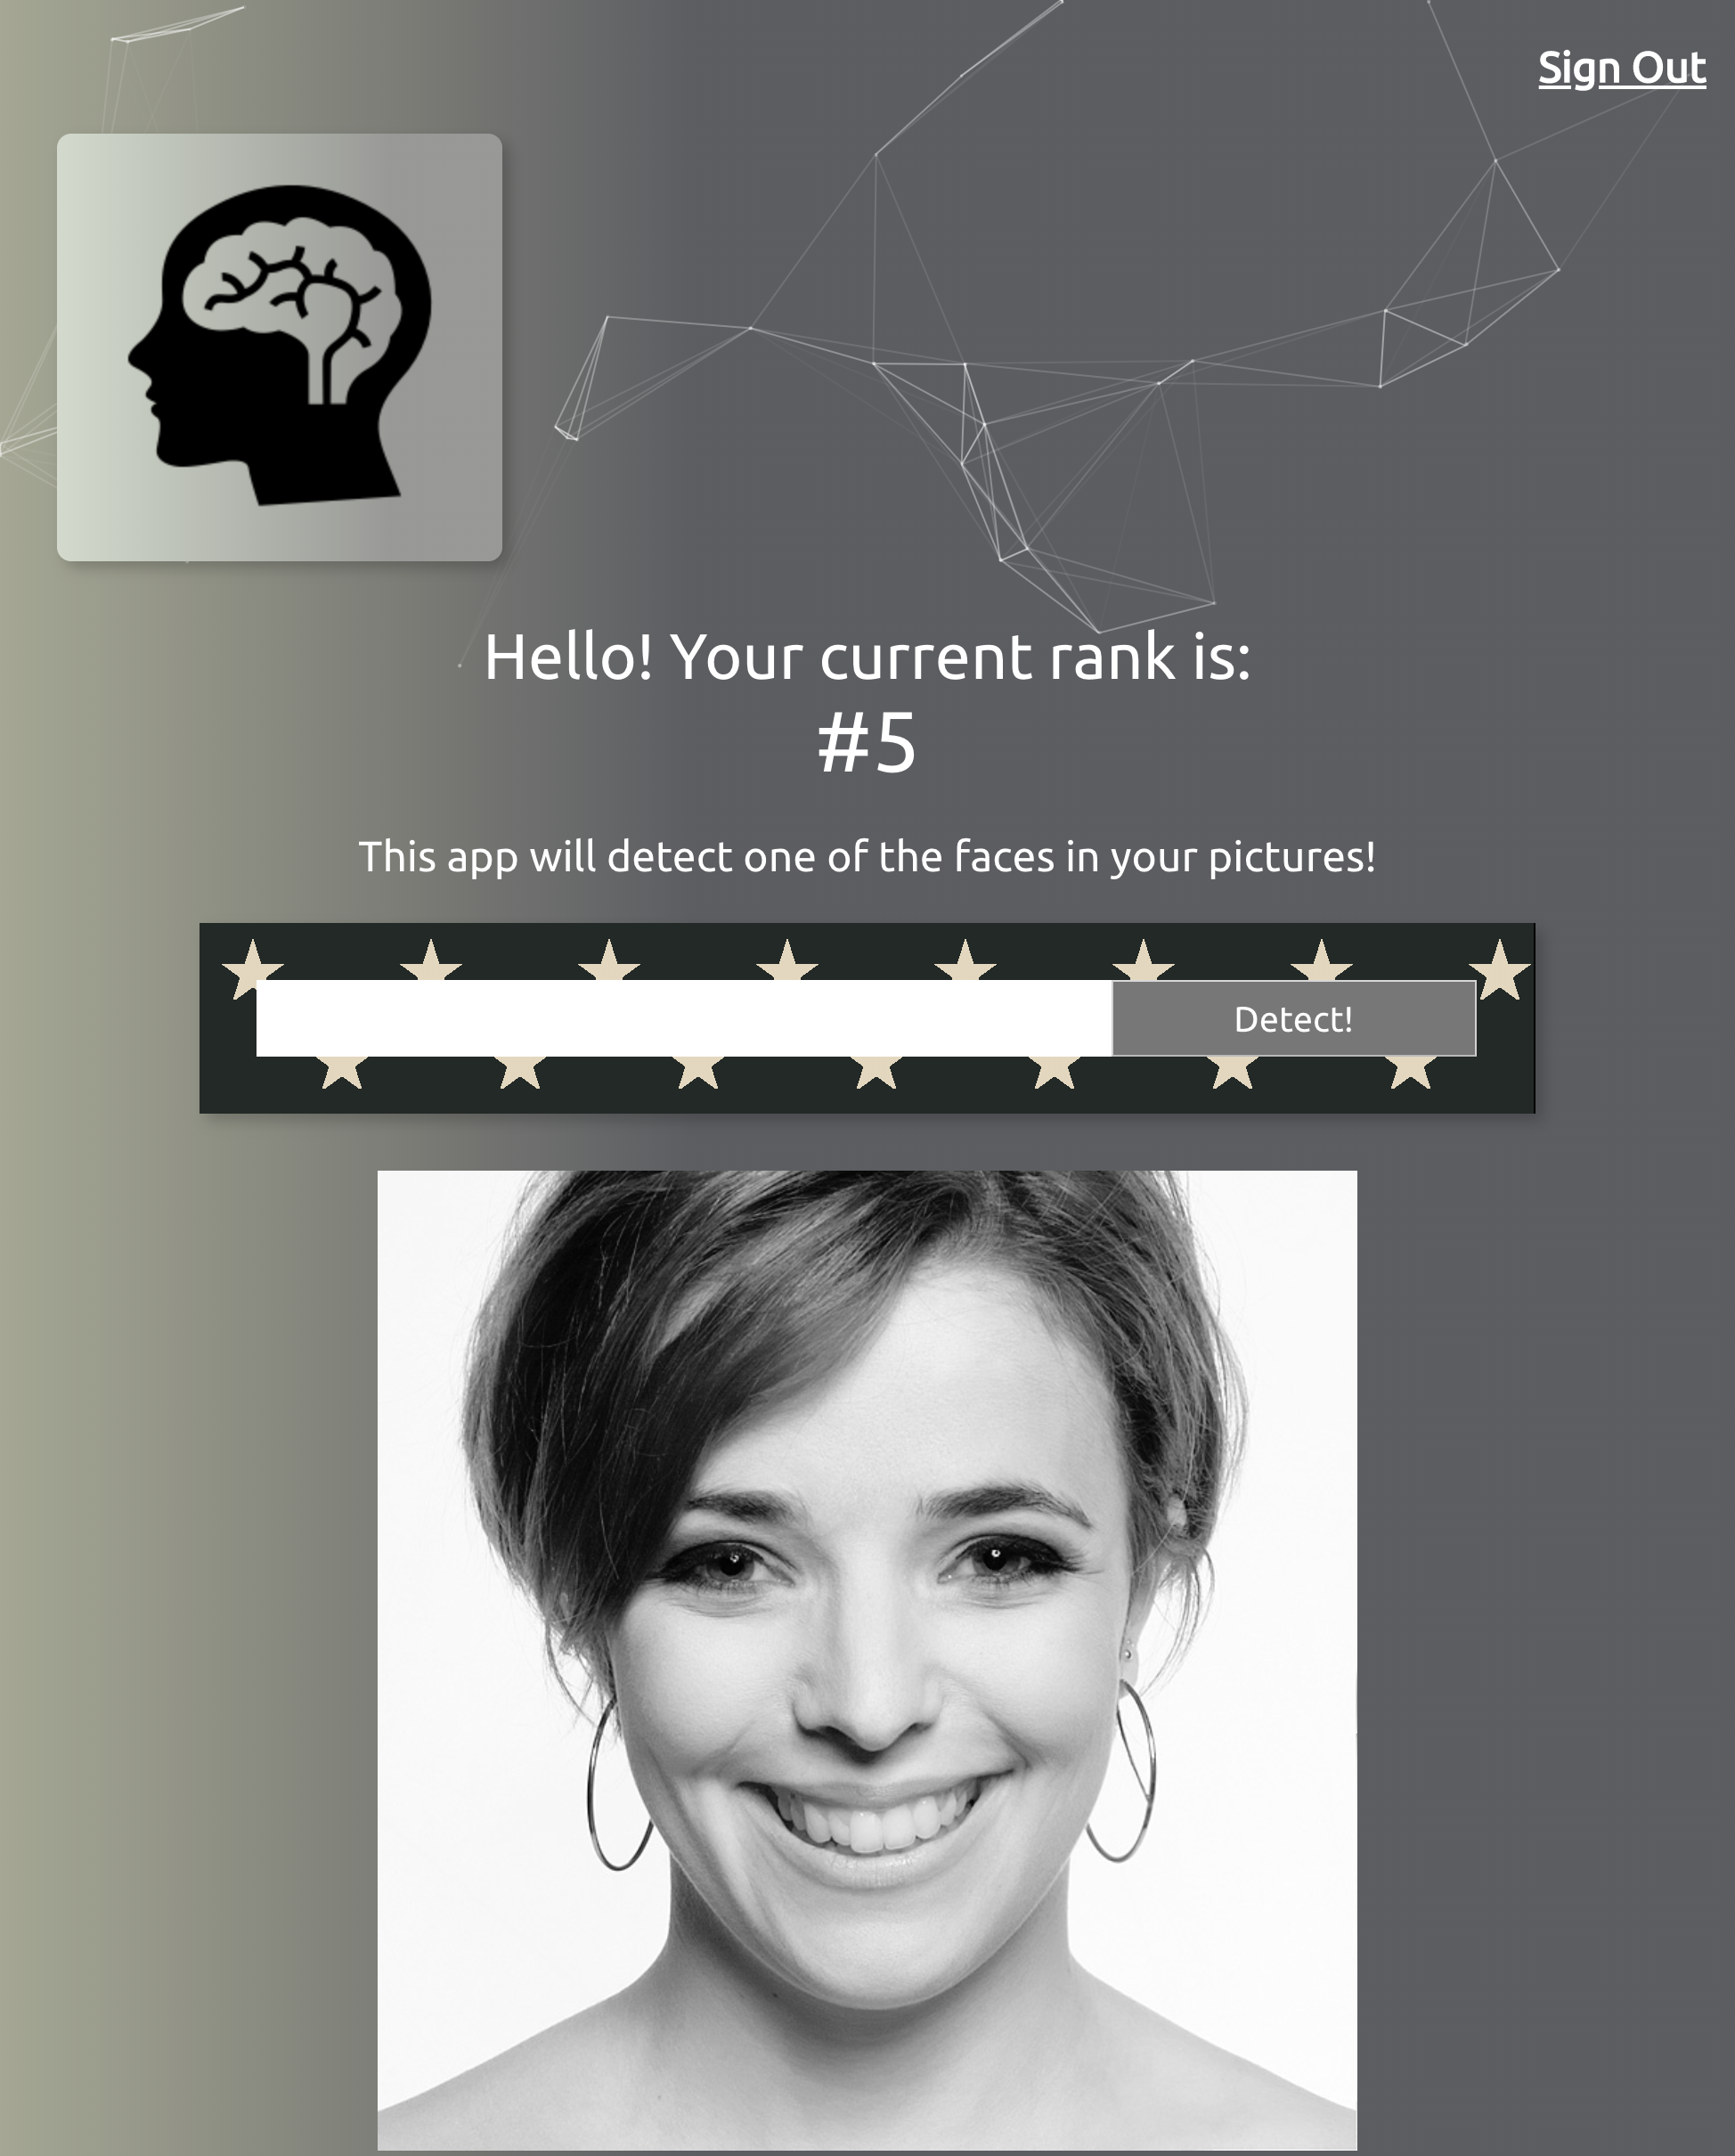 Sign Out
Hello! Your current rank is:
#5
This app will detect one of the faces in your pictures!
Detect!